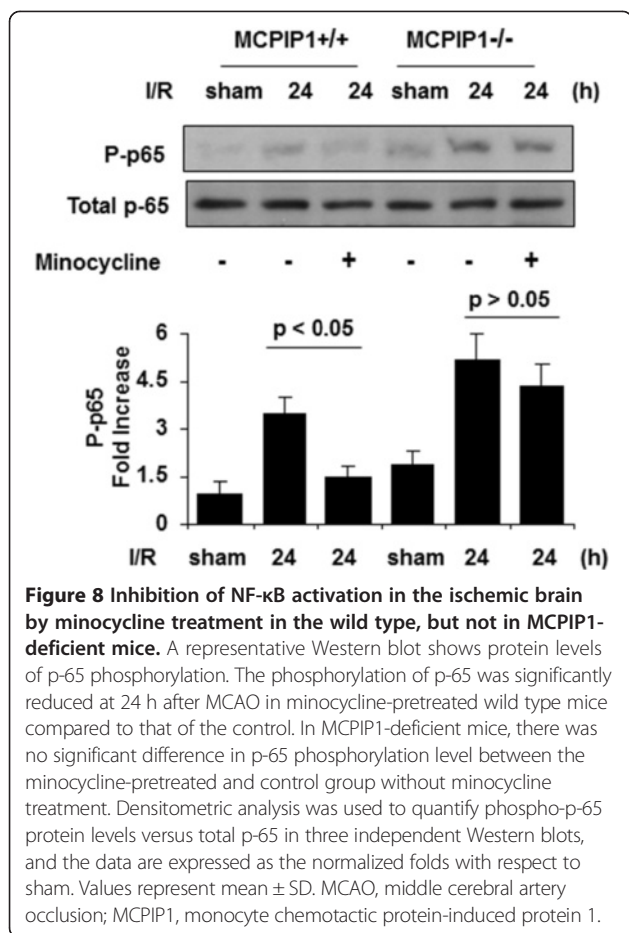 MCPIP1+/+ MCPIP1-/-
I/R sham 24 24 sham 24 24 (h)
P-p65
Total p-65
Minocycline - - + - - +
p < 0.05 p > 0.05
6
4.5
3
1.5
0
P-p65
Fold Increase
I/R sham 24 24 sham 24 24 (h)
Figure 8 Inhibition of NF-κB activation in the ischemic brain
by minocycline treatment in the wild type, but not in MCPIP1-
deficient mice. A representative Western blot shows protein levels
of p-65 phosphorylation. The phosphorylation of p-65 was significantly
reduced at 24 h after MCAO in minocycline-pretreated wild type mice
compared to that of the control. In MCPIP1-deficient mice, there was
no significant difference in p-65 phosphorylation level between the
minocycline-pretreated and control group without minocycline
treatment. Densitometric analysis was used to quantify phospho-p-65
protein levels versus total p-65 in three independent Western blots,
and the data are expressed as the normalized folds with respect to
sham. Values represent mean ± SD. MCAO, middle cerebral artery
occlusion; MCPIP1, monocyte chemotactic protein-induced protein 1.